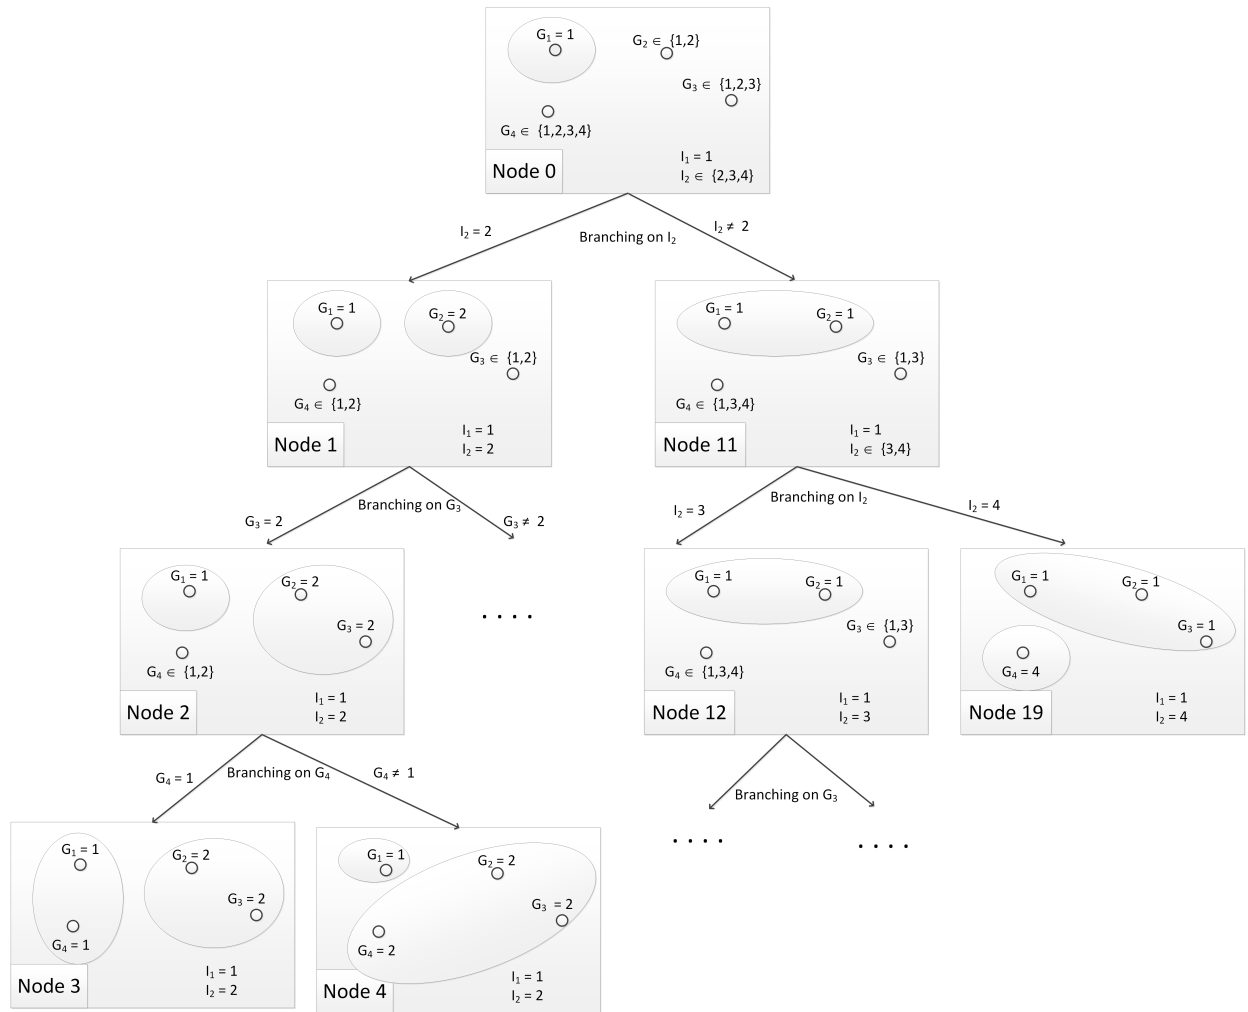 G₁ = 1
G₂ ∈ {1,2}
G₃ ∈ {1,2,3}
G₄ ∈ {1,2,3,4}
I₁ = 1
I₂ ∈ {2,3,4}
Node 0
I₂ = 2
Branching on I₂
I₂ ≠ 2
G₁ = 1
G₂ = 2
G₃ ∈ {1,2}
G₄ ∈ {1,2}
I₁ = 1
I₂ = 2
Node 1
G₁ = 1
G₂ = 1
G₃ ∈ {1,3}
G₄ ∈ {1,3,4}
I₁ = 1
I₂ ∈ {3,4}
Node 11
G₃ = 2
Branching on G₃
G₃ ≠ 2
I₂ = 3
Branching on I₂
I₂ = 4
G₁ = 1
G₂ = 2
G₃ = 2
G₄ ∈ {1,2}
I₁ = 1
I₂ = 2
Node 2
. . . .
G₁ = 1
G₂ = 1
G₃ ∈ {1,3}
G₄ ∈ {1,3,4}
I₁ = 1
I₂ = 3
Node 12
G₁ = 1
G₂ = 1
G₃ = 1
G₄ = 4
I₁ = 1
I₂ = 4
Node 19
G₄ = 1
Branching on G₄
G₄ ≠ 1
Branching on G₃
. . . .
. . . .
G₁ = 1
G₂ = 2
G₃ = 2
G₄ = 1
I₁ = 1
I₂ = 2
Node 3
G₁ = 1
G₂ = 2
G₃ = 2
G₄ = 2
I₁ = 1
I₂ = 2
Node 4